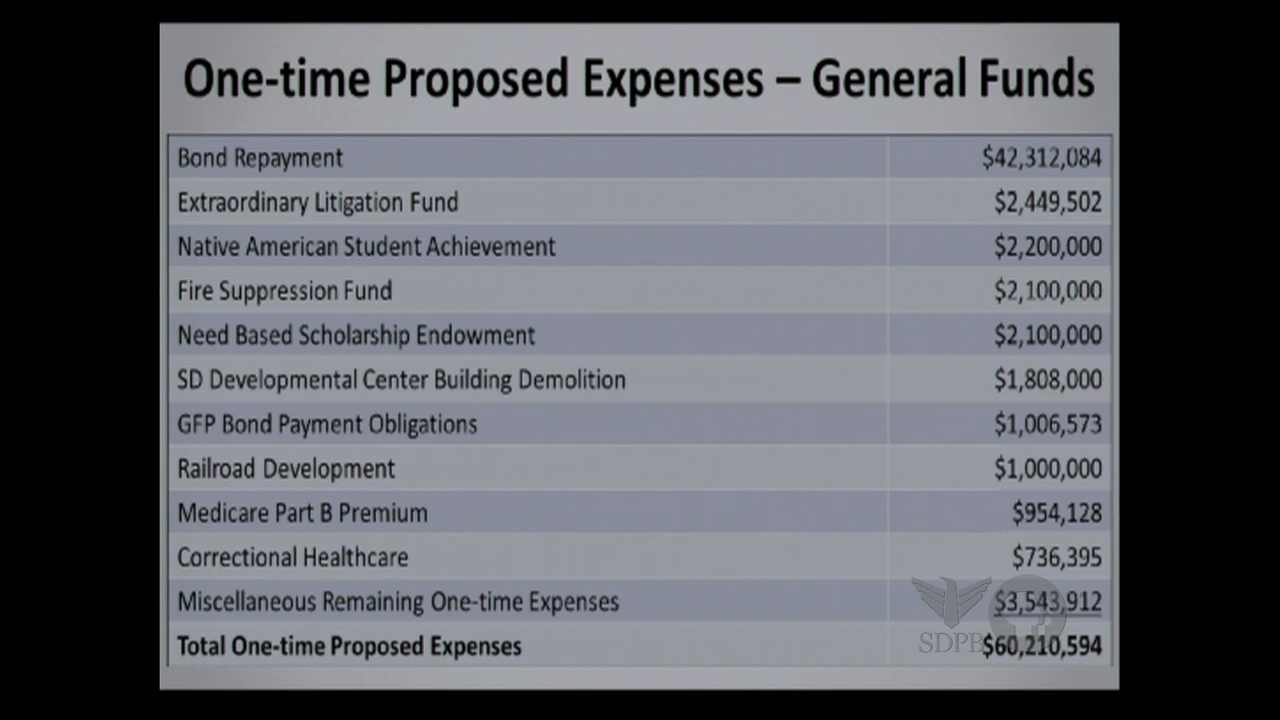 One-time Proposed Expenses – General Funds
Bond Repayment $42,312,084
Extraordinary Litigation Fund $2,449,502
Native American Student Achievement $2,200,000
Fire Suppression Fund $2,100,000
Need Based Scholarship Endowment $2,100,000
SD Developmental Center Building Demolition $1,808,000
GFP Bond Payment Obligations $1,006,573
Railroad Development $1,000,000
Medicare Part B Premium $954,128
Correctional Healthcare $736,395
Miscellaneous Remaining One-time Expenses $3,543,912
Total One-time Proposed Expenses $60,210,594
SDPB